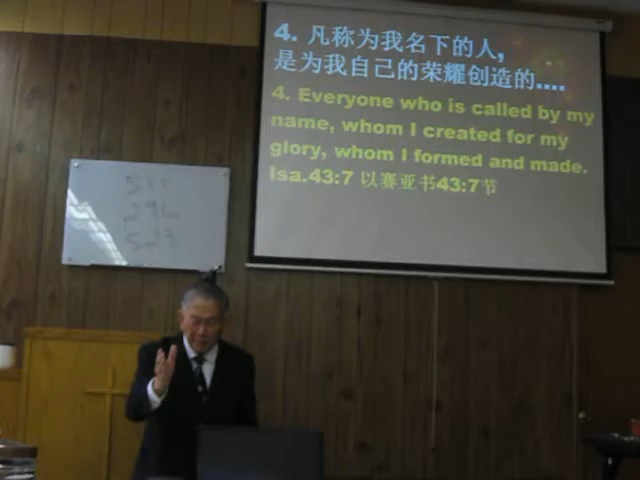 4. 凡称为我名下的人,
是为我自己的荣耀创造的....
4. Everyone who is called by my
name, whom I created for my
glory, whom I formed and made.
Isa.43:7 以赛亚书43:7节
296